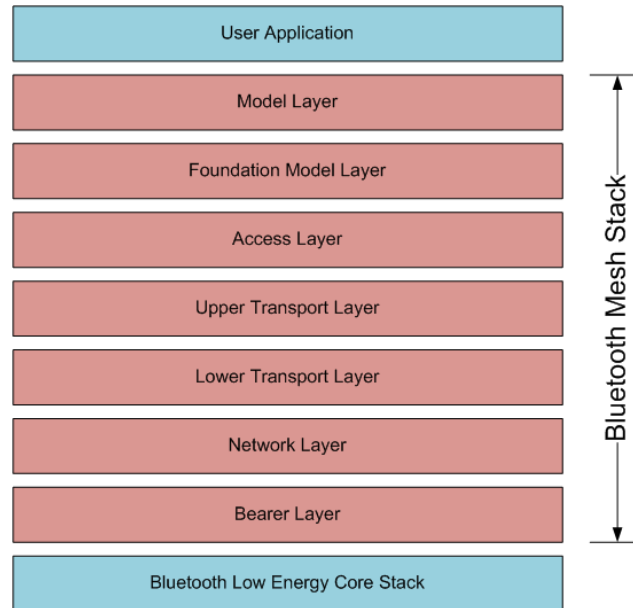 User Application
Model Layer
Foundation Model Layer
Access Layer
Upper Transport Layer
Lower Transport Layer
Network Layer
Bearer Layer
Bluetooth Low Energy Core Stack
Bluetooth Mesh Stack